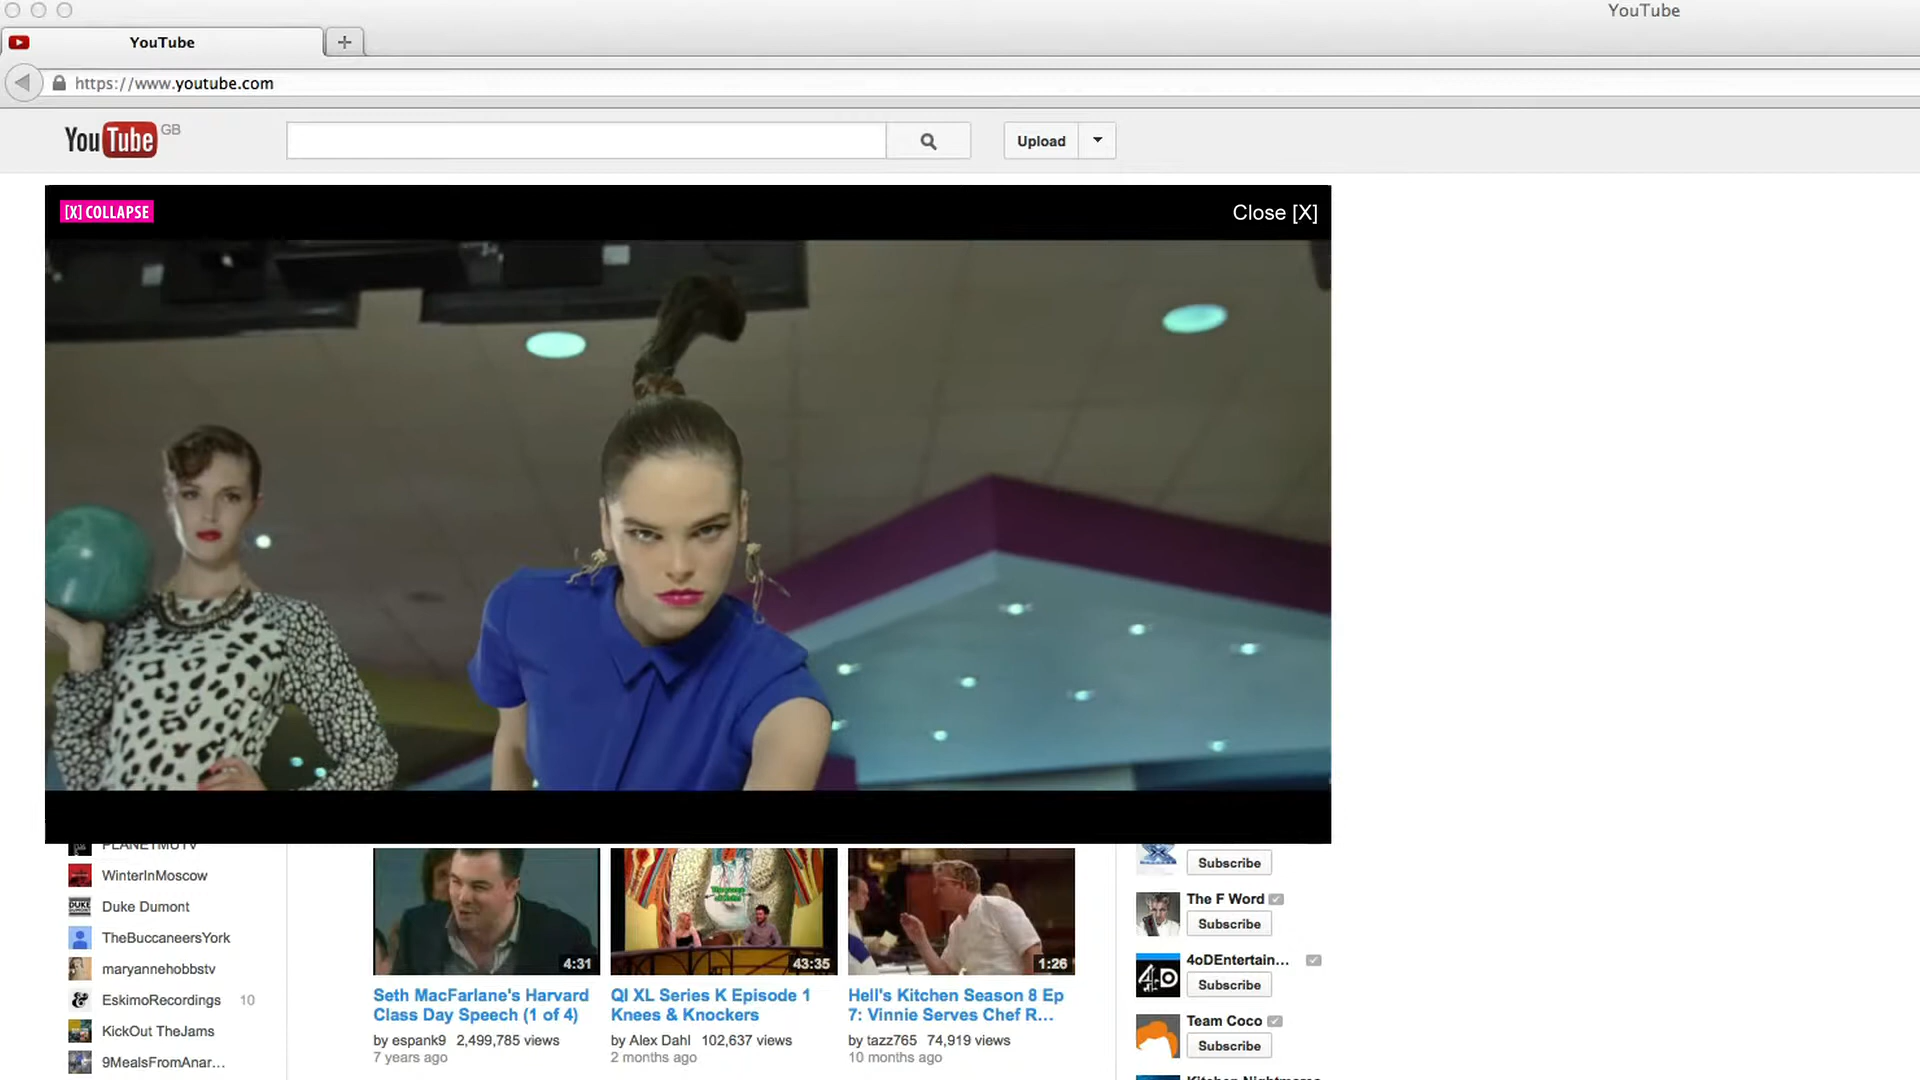 YouTube
YouTube
https://www.youtube.com
YouTube GB
Upload
[X] COLLAPSE
Close [X]
PLANETMUTV
WinterInMoscow
DUKE DUMONT
Duke Dumont
TheBuccaneersYork
maryannehobbstv
EskimoRecordings 10
KickOut TheJams
9MealsFromAnar...
4:31
Seth MacFarlane's Harvard
Class Day Speech (1 of 4)
by espank9 2,499,785 views
7 years ago
43:35
QI XL Series K Episode 1
Knees & Knockers
by Alex Dahl 102,637 views
2 months ago
1:26
Hell's Kitchen Season 8 Ep
7: Vinnie Serves Chef R...
by tazz765 74,919 views
10 months ago
Subscribe
The F Word
Subscribe
4oD
4oDEntertain...
Subscribe
Team Coco
Subscribe